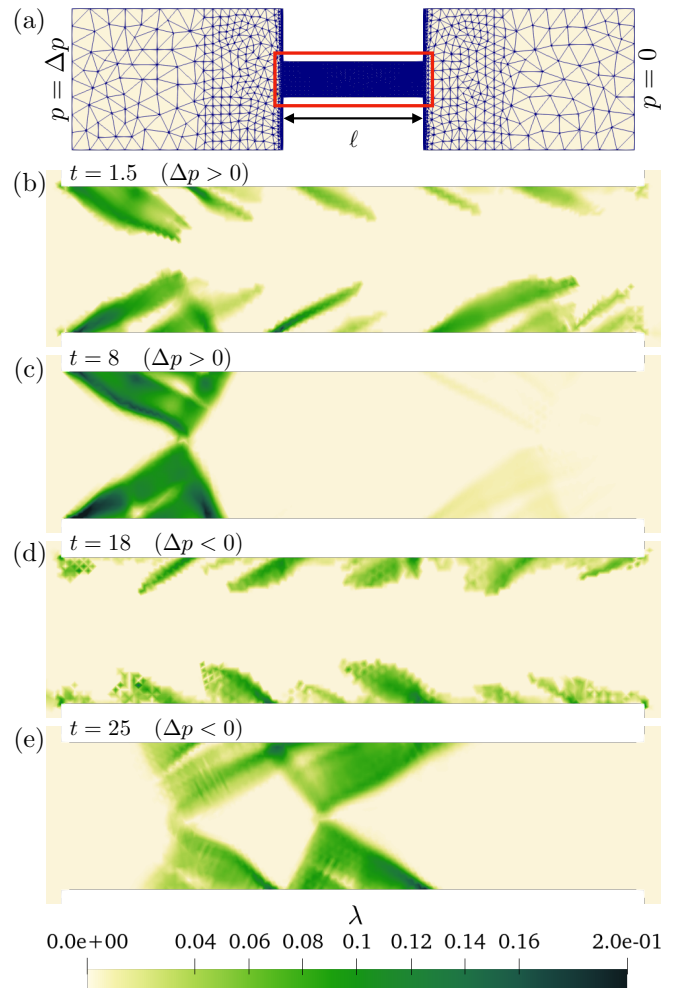 (a)
p = Δp
p = 0
ℓ
(b)
t = 1.5 (Δp > 0)
(c)
t = 8 (Δp > 0)
(d)
t = 18 (Δp < 0)
(e)
t = 25 (Δp < 0)
λ
0.0e+00 0.04 0.06 0.08 0.1 0.12 0.14 0.16 2.0e-01